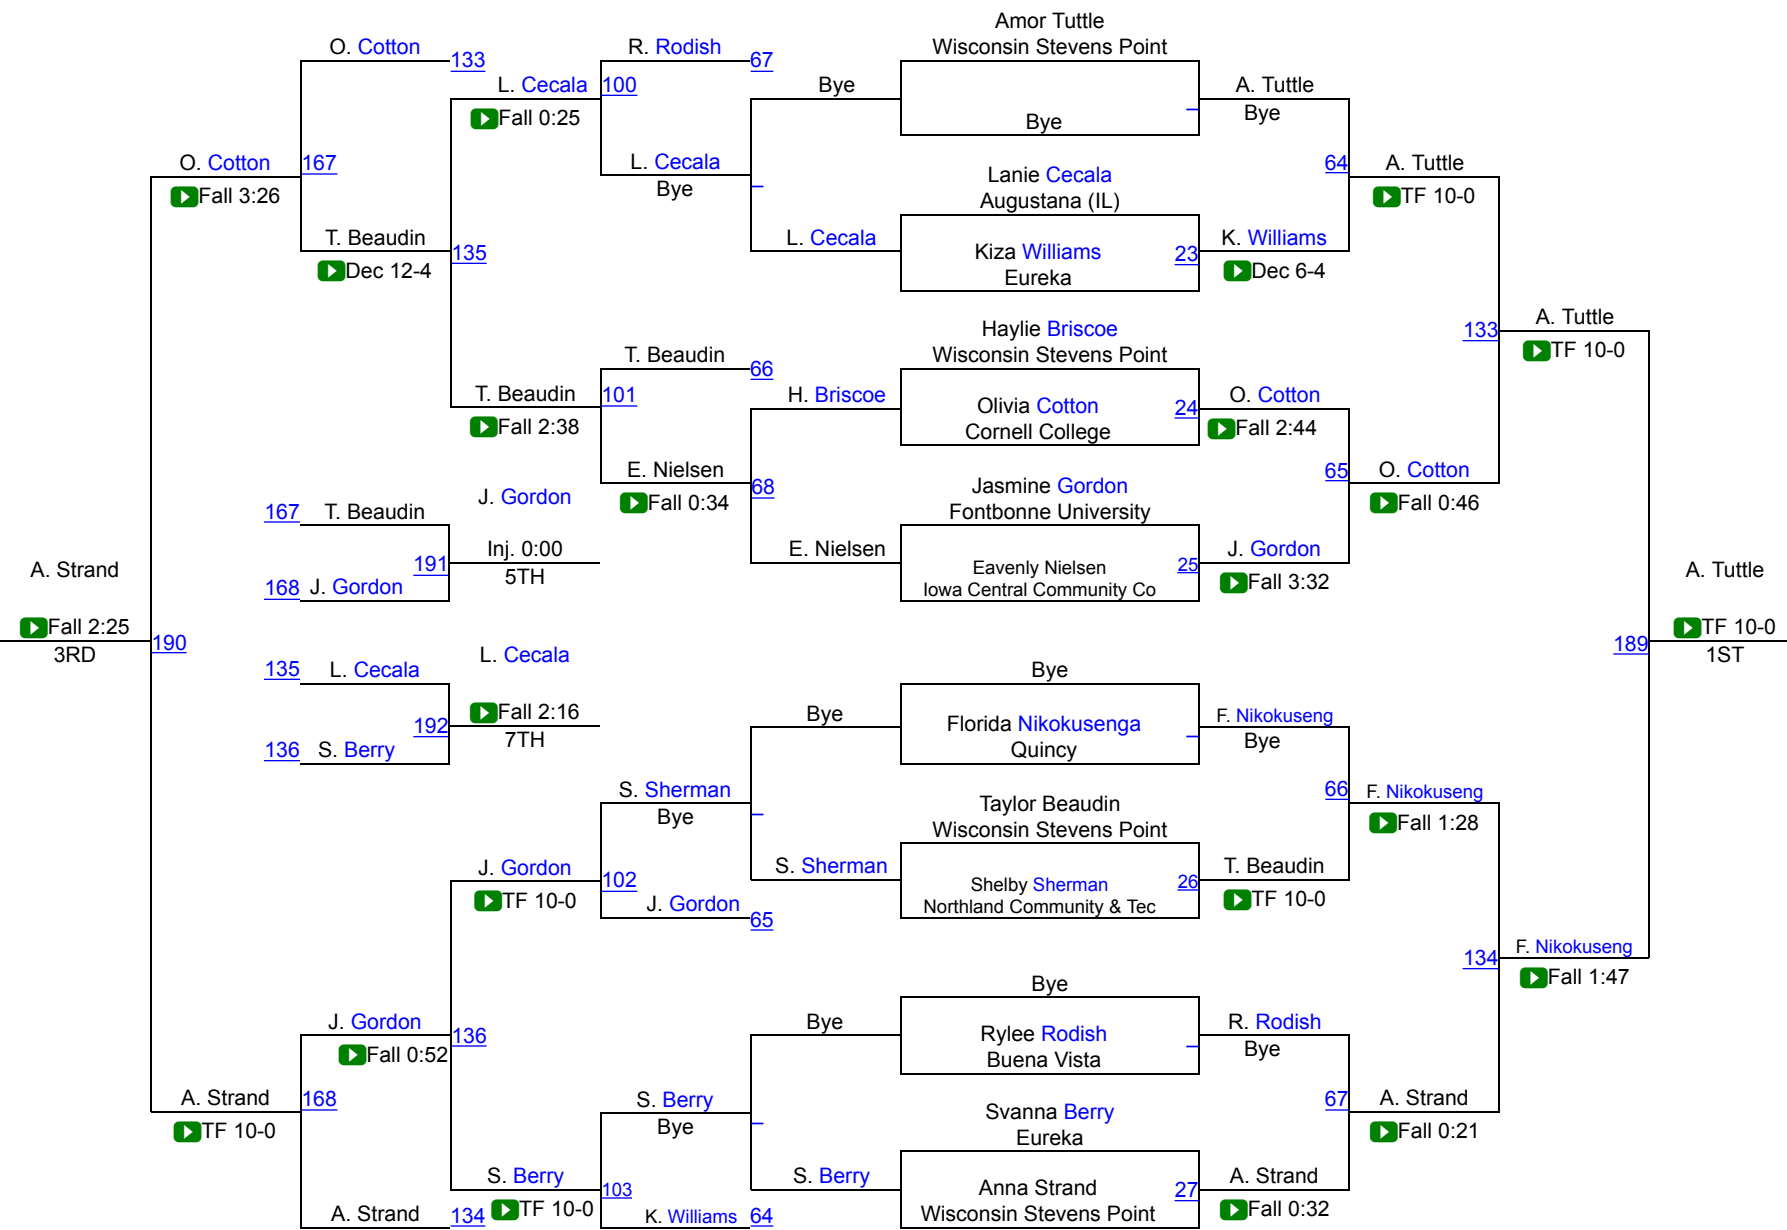 Amor Tuttle
Wisconsin Stevens Point
O. Cotton
133
R. Rodish
67
L. Cecala
100
Fall 0:25
Bye
Bye
A. Tuttle
Bye
O. Cotton
167
Fall 3:26
L. Cecala
Bye
Lanie Cecala
Augustana (IL)
64
A. Tuttle
TF 10-0
T. Beaudin
135
Dec 12-4
L. Cecala
Kiza Williams
23
Eureka
K. Williams
Dec 6-4
Haylie Briscoe
Wisconsin Stevens Point
133
A. Tuttle
TF 10-0
T. Beaudin
66
T. Beaudin
101
Fall 2:38
H. Briscoe
Olivia Cotton
24
Cornell College
O. Cotton
Fall 2:44
E. Nielsen
68
Fall 0:34
65
O. Cotton
Fall 0:46
J. Gordon
Jasmine Gordon
Fontbonne University
167
T. Beaudin
Inj. 0:00
191
5TH
168
J. Gordon
E. Nielsen
Eavenly Nielsen
25
Iowa Central Community Co
J. Gordon
Fall 3:32
A. Strand
Fall 2:25
190
3RD
A. Tuttle
TF 10-0
189
1ST
L. Cecala
135
L. Cecala
Fall 2:16
192
7TH
136
S. Berry
Bye
Bye
Florida Nikokusenga
Quincy
F. Nikokuseng
Bye
S. Sherman
Bye
Taylor Beaudin
Wisconsin Stevens Point
66
F. Nikokuseng
Fall 1:28
J. Gordon
102
TF 10-0
S. Sherman
Shelby Sherman
26
Northland Community & Tec
T. Beaudin
TF 10-0
J. Gordon
65
134
F. Nikokuseng
Fall 1:47
Bye
J. Gordon
136
Fall 0:52
Bye
Rylee Rodish
Buena Vista
R. Rodish
Bye
A. Strand
168
TF 10-0
S. Berry
Bye
Svanna Berry
Eureka
67
A. Strand
Fall 0:21
S. Berry
103
TF 10-0
S. Berry
Anna Strand
27
Wisconsin Stevens Point
A. Strand
Fall 0:32
A. Strand
134
K. Williams
64